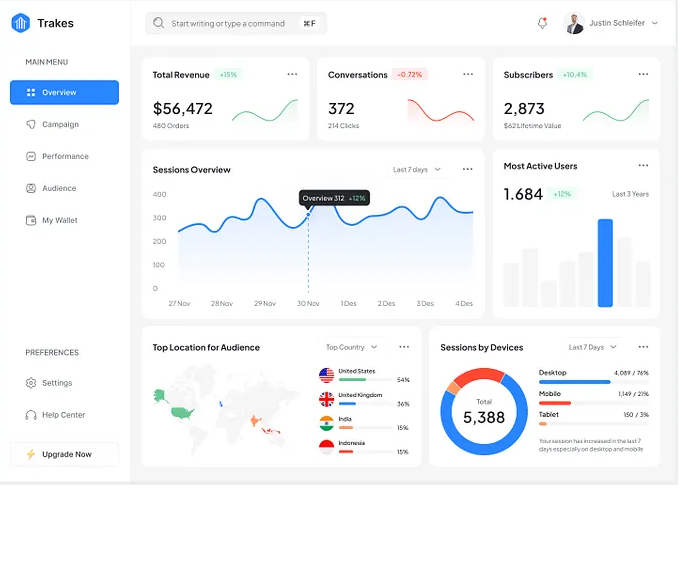 Trakes
Start writing or type a command
⌘F
Justin Schleifer
MAIN MENU
Overview
Campaign
Performance
Audience
My Wallet
PREFERENCES
Settings
Help Center
Upgrade Now
Total Revenue +15%
$56,472
480 Orders
Conversations -0.72%
372
214 Clicks
Subscribers +10,4%
2,873
$62 Lifetime Value
Sessions Overview
Last 7 days
400
300
200
100
0
Overview 312 +12%
27 Nov 28 Nov 29 Nov 30 Nov 1 Des 2 Des 3 Des 4 Des
Most Active Users
1.684 +12% Last 3 Years
Top Location for Audience
Top Country
United States
54%
United Kingdom
36%
India
15%
Indonesia
15%
Sessions by Devices
Last 7 Days
Total
5,388
Desktop 4,089 / 76%
Mobile 1,149 / 21%
Tablet 150 / 3%
Your session has increased in the last 7
days especially on desktop and mobile